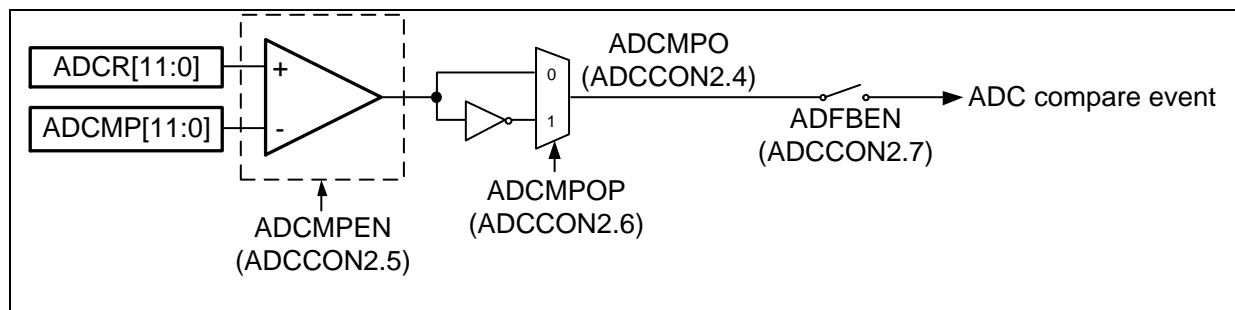 ADCR[11:0]
ADCMP[11:0]
+
-
ADCMPEN
(ADCCON2.5)
0
1
ADCMPOP
(ADCCON2.6)
ADCMPO
(ADCCON2.4)
ADFBEN
(ADCCON2.7)
ADC compare event